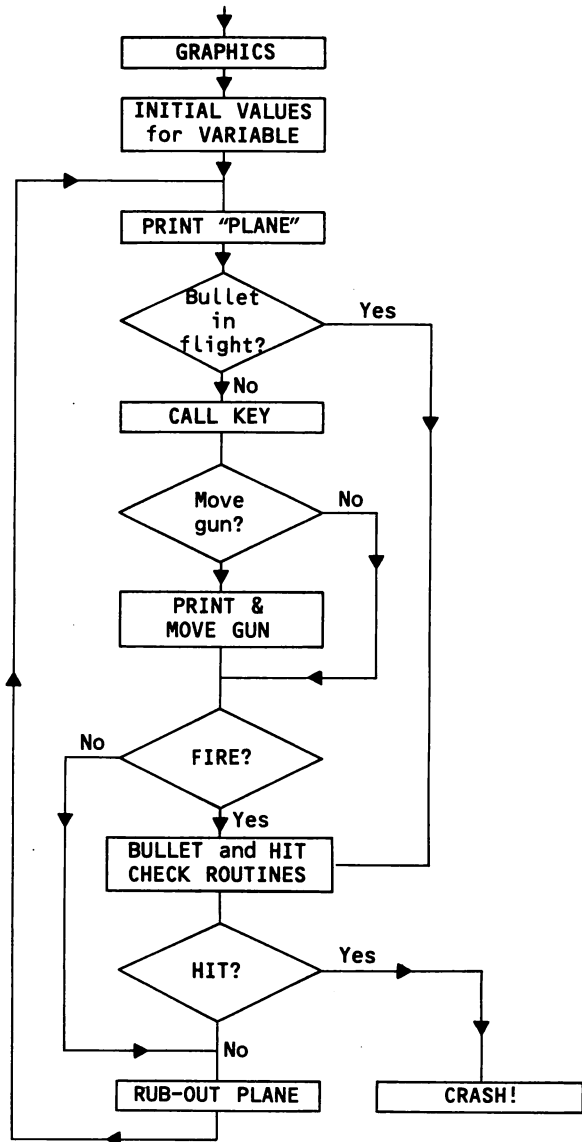 GRAPHICS
INITIAL VALUES
for VARIABLE
PRINT “PLANE”
Bullet
in
flight?
Yes
No
CALL KEY
Move
gun?
No
PRINT &
MOVE GUN
No
FIRE?
Yes
BULLET and HIT
CHECK ROUTINES
HIT?
Yes
No
RUB-OUT PLANE
CRASH!